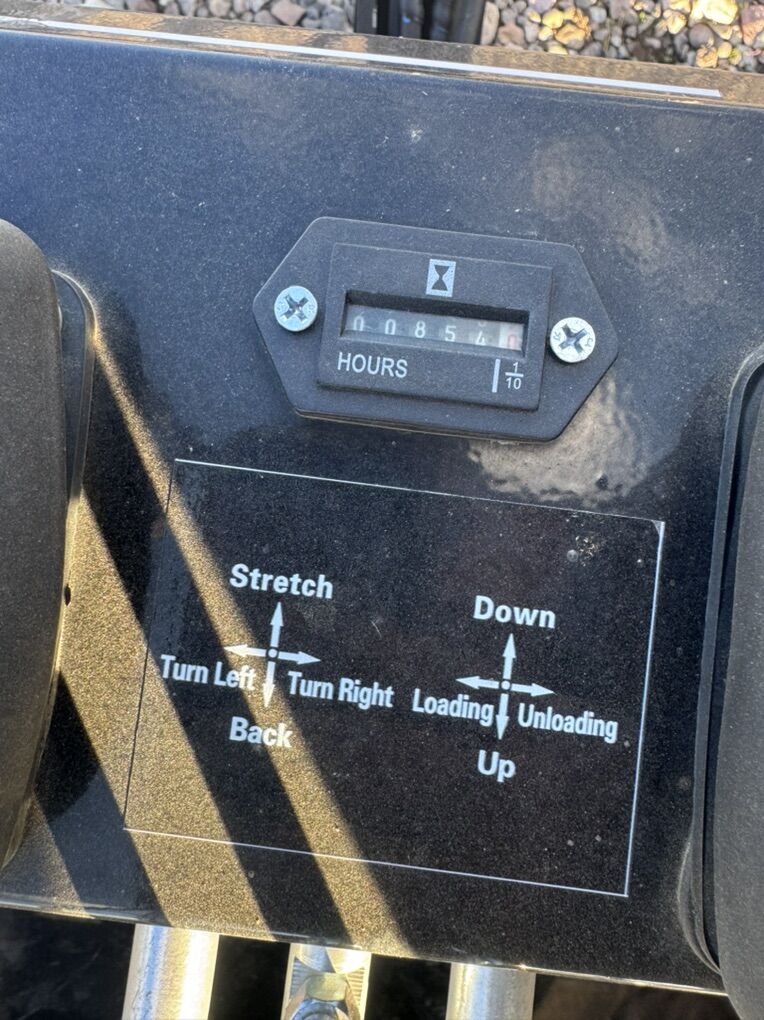 008540
HOURS
1/10
Stretch
Turn Left Turn Right
Back
Down
Loading Unloading
Up